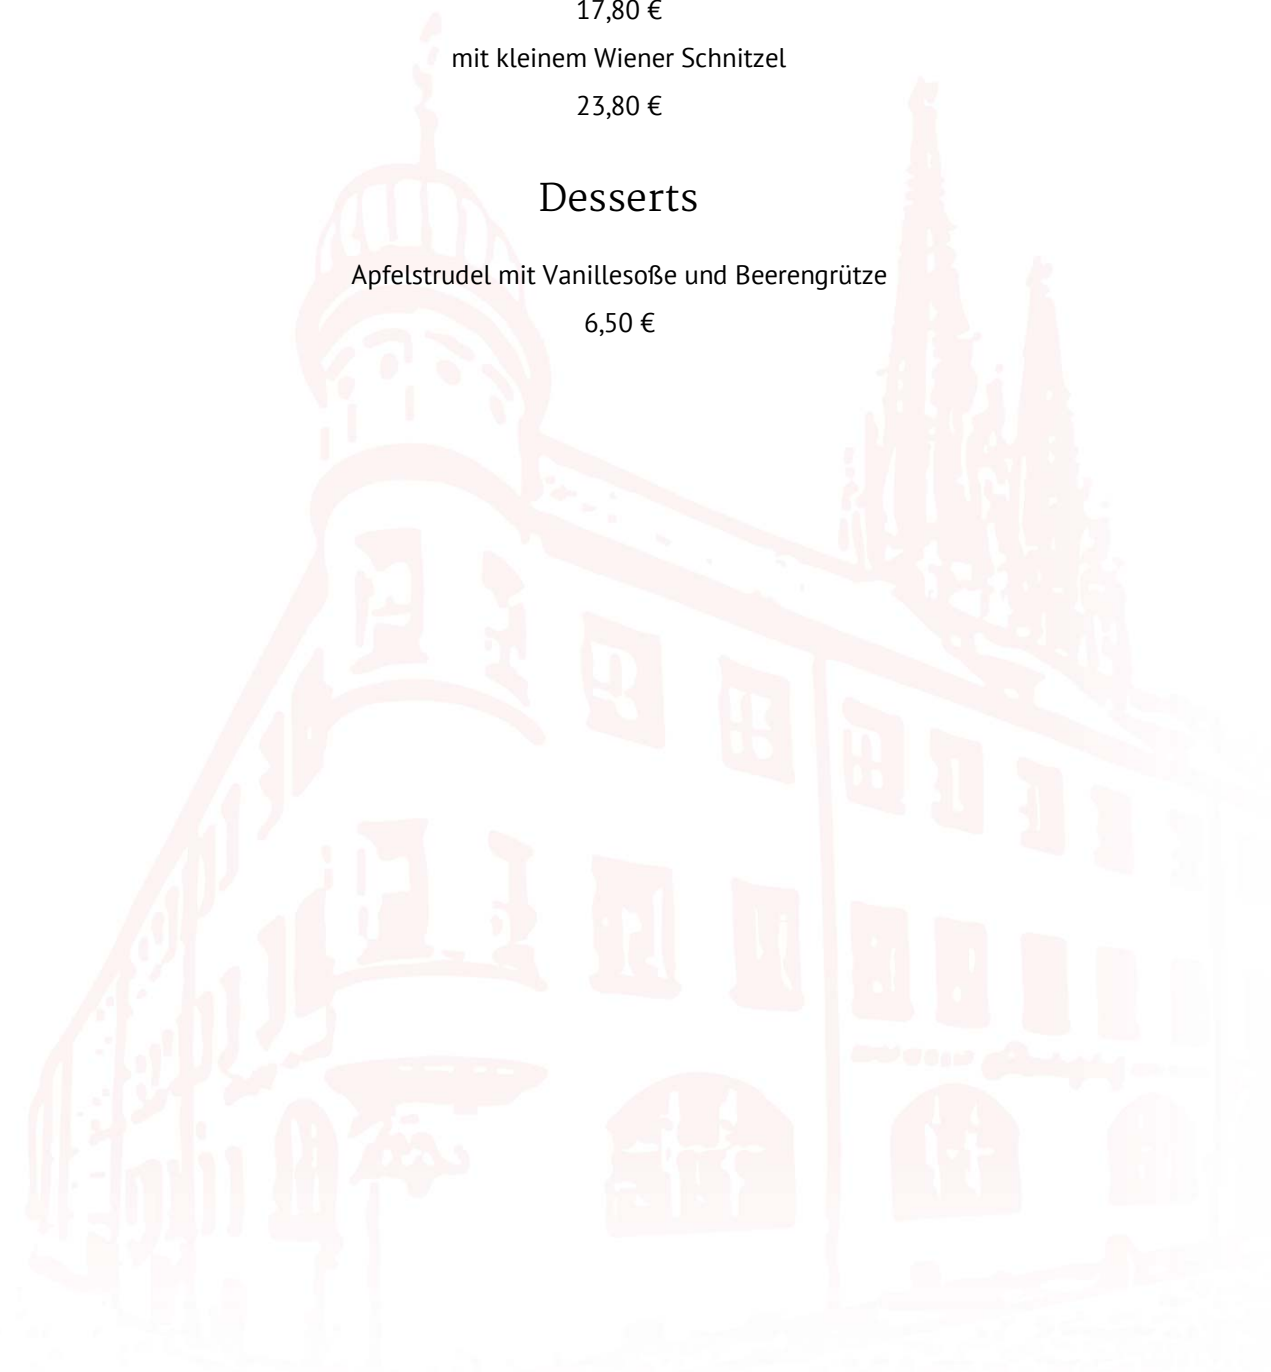 17,80 €
mit kleinem Wiener Schnitzel
23,80 €
Desserts
Apfelstrudel mit Vanillesoße und Beerengrütze
6,50 €